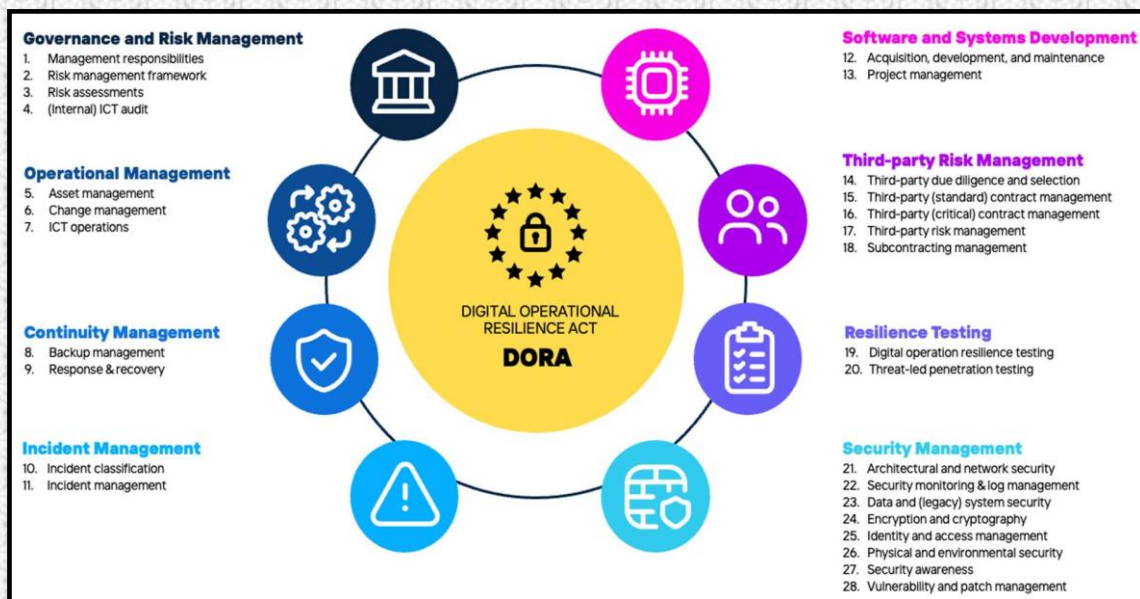 Governance and Risk Management
1. Management responsibilities
2. Risk management framework
3. Risk assessments
4. (Internal) ICT audit
Operational Management
5. Asset management
6. Change management
7. ICT operations
Continuity Management
8. Backup management
9. Response & recovery
Incident Management
10. Incident classification
11. Incident management
DIGITAL OPERATIONAL
RESILIENCE ACT
DORA
Software and Systems Development
12. Acquisition, development, and maintenance
13. Project management
Third-party Risk Management
14. Third-party due diligence and selection
15. Third-party (standard) contract management
16. Third-party (critical) contract management
17. Third-party risk management
18. Subcontracting management
Resilience Testing
19. Digital operation resilience testing
20. Threat-led penetration testing
Security Management
21. Architectural and network security
22. Security monitoring & log management
23. Data and (legacy) system security
24. Encryption and cryptography
25. Identity and access management
26. Physical and environmental security
27. Security awareness
28. Vulnerability and patch management